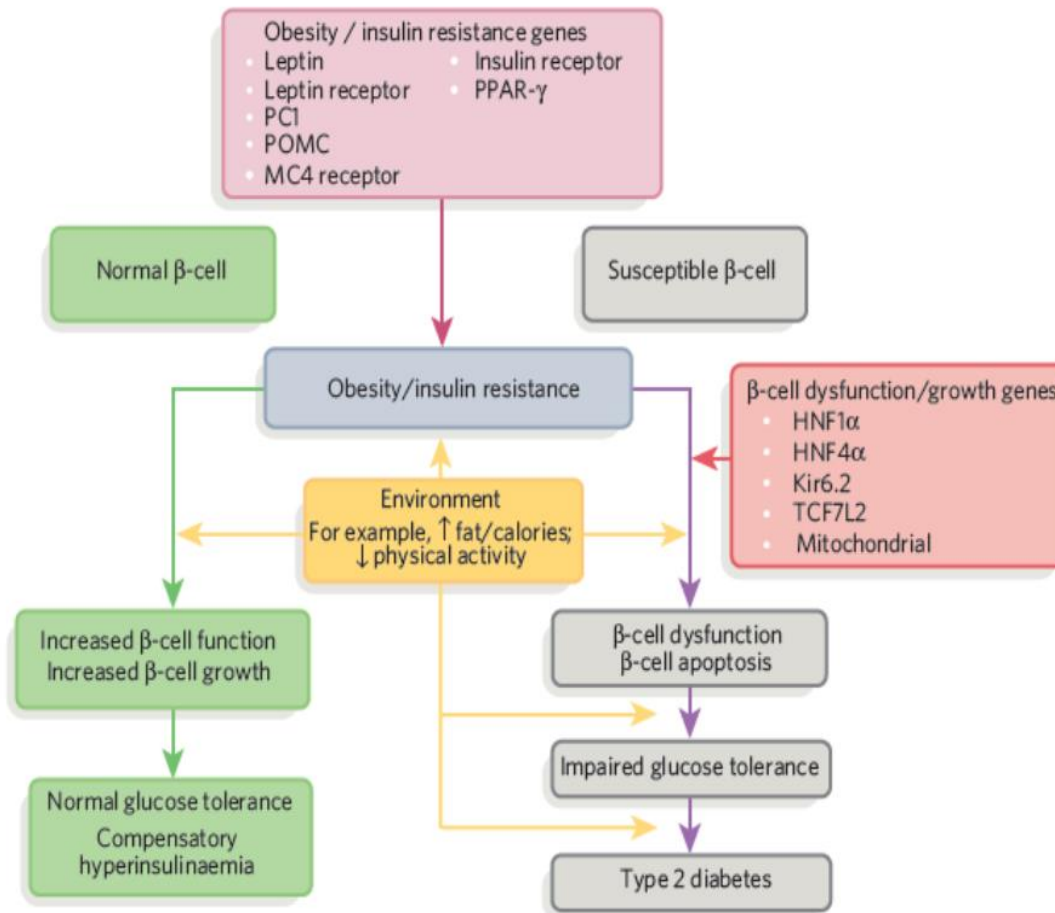 Obesity / insulin resistance genes
• Leptin
• Leptin receptor
• PC1
• POMC
• MC4 receptor
• Insulin receptor
• PPAR-γ
Normal β-cell
Susceptible β-cell
Obesity/insulin resistance
β-cell dysfunction/growth genes
• HNF1α
• HNF4α
• Kir6.2
• TCF7L2
• Mitochondrial
Environment
For example, ↑ fat/calories;
↓ physical activity
Increased β-cell function
Increased β-cell growth
β-cell dysfunction
β-cell apoptosis
Impaired glucose tolerance
Normal glucose tolerance
Compensatory
hyperinsulinaemia
Type 2 diabetes